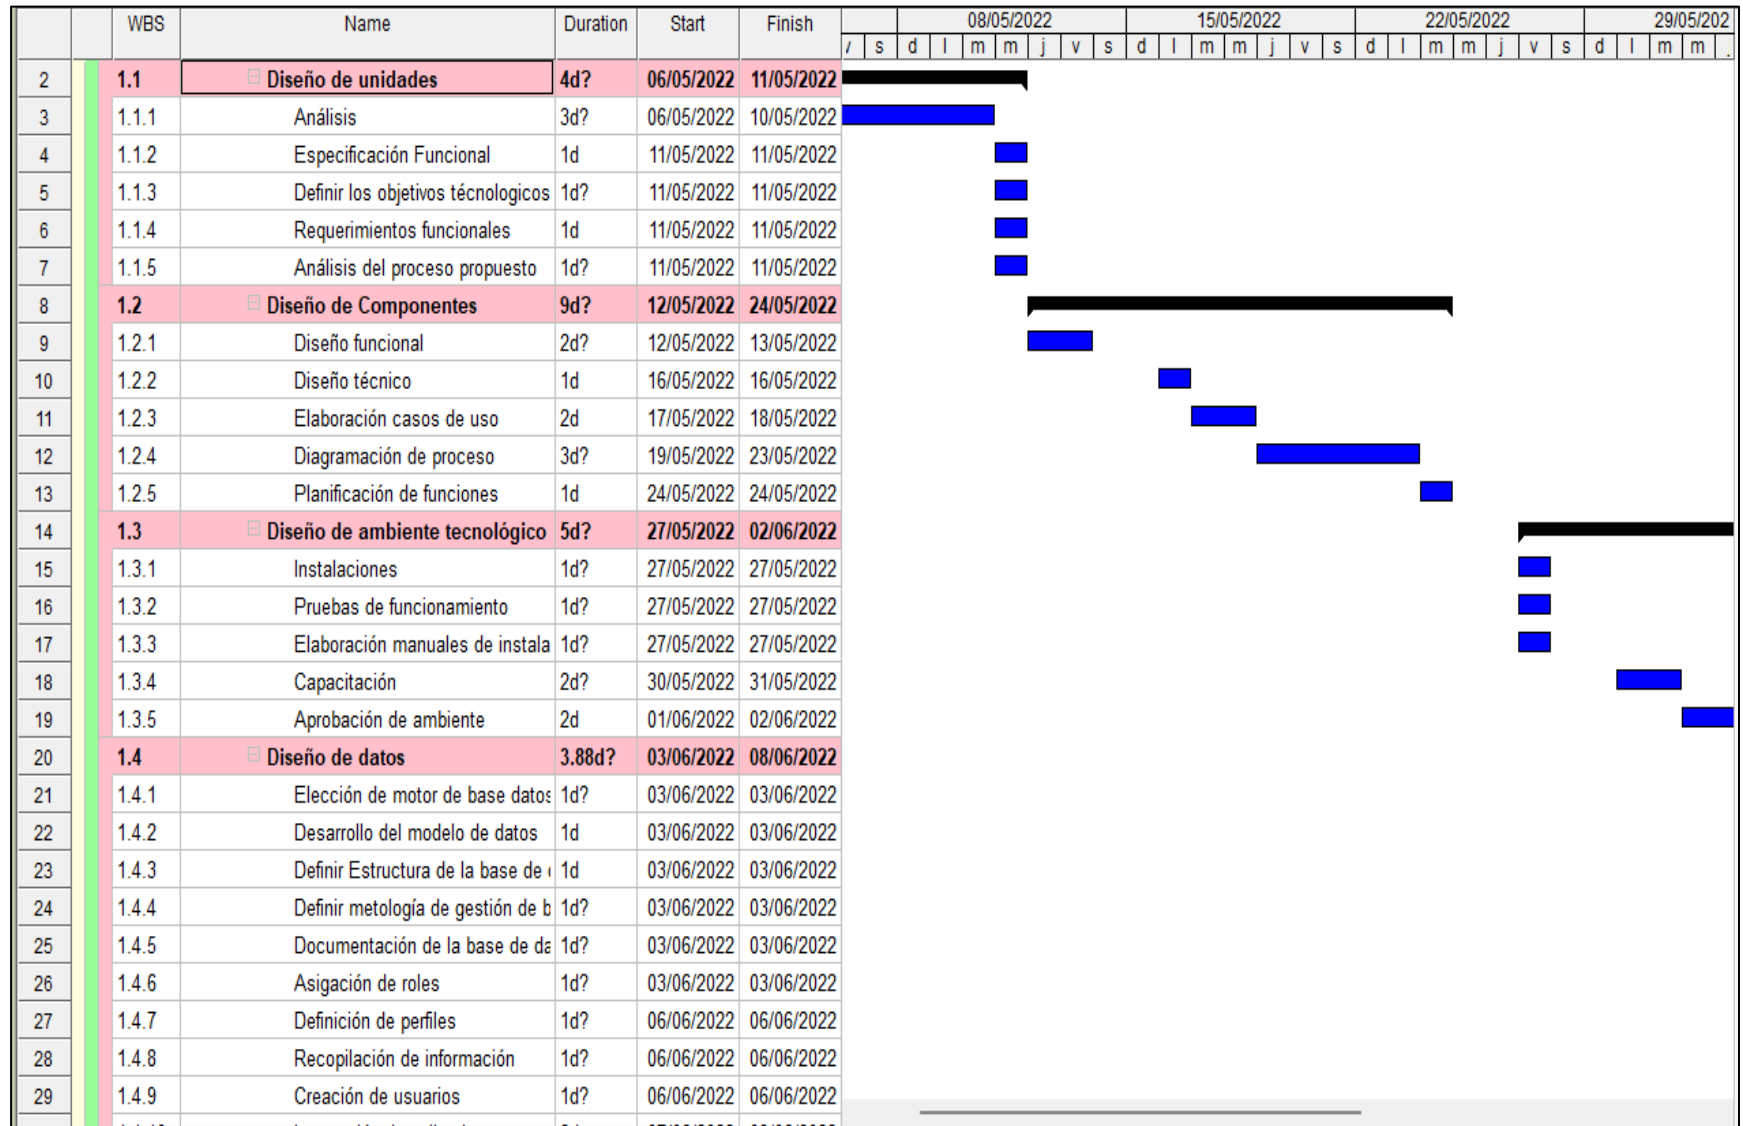 WBS Name Duration Start Finish 08/05/2022 15/05/2022 22/05/2022 29/05/202
s d l m m j v s d l m m j v s d l m m j v s d l m m
2 1.1 Diseño de unidades 4d? 06/05/2022 11/05/2022
3 1.1.1 Análisis 3d? 06/05/2022 10/05/2022
4 1.1.2 Especificación Funcional 1d 11/05/2022 11/05/2022
5 1.1.3 Definir los objetivos técnologicos 1d? 11/05/2022 11/05/2022
6 1.1.4 Requerimientos funcionales 1d 11/05/2022 11/05/2022
7 1.1.5 Análisis del proceso propuesto 1d? 11/05/2022 11/05/2022
8 1.2 Diseño de Componentes 9d? 12/05/2022 24/05/2022
9 1.2.1 Diseño funcional 2d? 12/05/2022 13/05/2022
10 1.2.2 Diseño técnico 1d 16/05/2022 16/05/2022
11 1.2.3 Elaboración casos de uso 2d 17/05/2022 18/05/2022
12 1.2.4 Diagramación de proceso 3d? 19/05/2022 23/05/2022
13 1.2.5 Planificación de funciones 1d 24/05/2022 24/05/2022
14 1.3 Diseño de ambiente tecnológico 5d? 27/05/2022 02/06/2022
15 1.3.1 Instalaciones 1d? 27/05/2022 27/05/2022
16 1.3.2 Pruebas de funcionamiento 1d? 27/05/2022 27/05/2022
17 1.3.3 Elaboración manuales de instala 1d? 27/05/2022 27/05/2022
18 1.3.4 Capacitación 2d? 30/05/2022 31/05/2022
19 1.3.5 Aprobación de ambiente 2d 01/06/2022 02/06/2022
20 1.4 Diseño de datos 3.88d? 03/06/2022 08/06/2022
21 1.4.1 Elección de motor de base datos 1d? 03/06/2022 03/06/2022
22 1.4.2 Desarrollo del modelo de datos 1d 03/06/2022 03/06/2022
23 1.4.3 Definir Estructura de la base de 1d 03/06/2022 03/06/2022
24 1.4.4 Definir metología de gestión de b 1d? 03/06/2022 03/06/2022
25 1.4.5 Documentación de la base de da 1d? 03/06/2022 03/06/2022
26 1.4.6 Asigación de roles 1d? 03/06/2022 03/06/2022
27 1.4.7 Definición de perfiles 1d? 06/06/2022 06/06/2022
28 1.4.8 Recopilación de información 1d? 06/06/2022 06/06/2022
29 1.4.9 Creación de usuarios 1d? 06/06/2022 06/06/2022